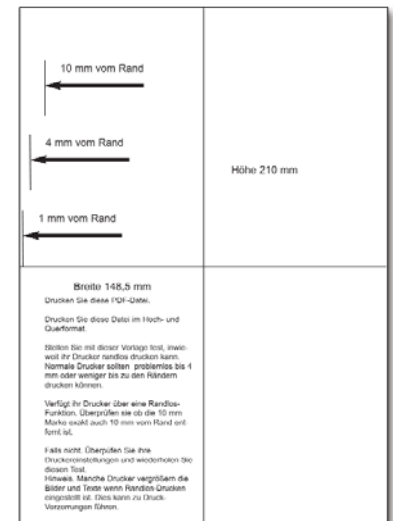 10 mm vom Rand
4 mm vom Rand
Höhe 210 mm
1 mm vom Rand
Breite 148,5 mm
Drucken Sie diese PDF-Datei.
Drucken Sie diese Datei im Hoch- und
Querformat.
Stellen Sie mit dieser Vorlage fest, inwie-
weit ihr Drucker randlos drucken kann.
Normale Drucker sollten problemlos bis 4
mm oder weniger bis zu den Rändern
drucken können.
Verfügt ihr Drucker über eine Randlos-
Funktion. Überprüfen sie ob die 10 mm
Marke exakt auch 10 mm vom Rand ent
fernt ist.
Falls nicht. Überpüfen Sie ihre
Druckereinstellungen und wiederholen Sie
diesen Test.
Hinweis. Manche Drucker vergrößern die
Bilder und Texte wenn Randlos-Drucken
eingestellt ist. Dies kann zu Druck-
Verzerrungen führen.